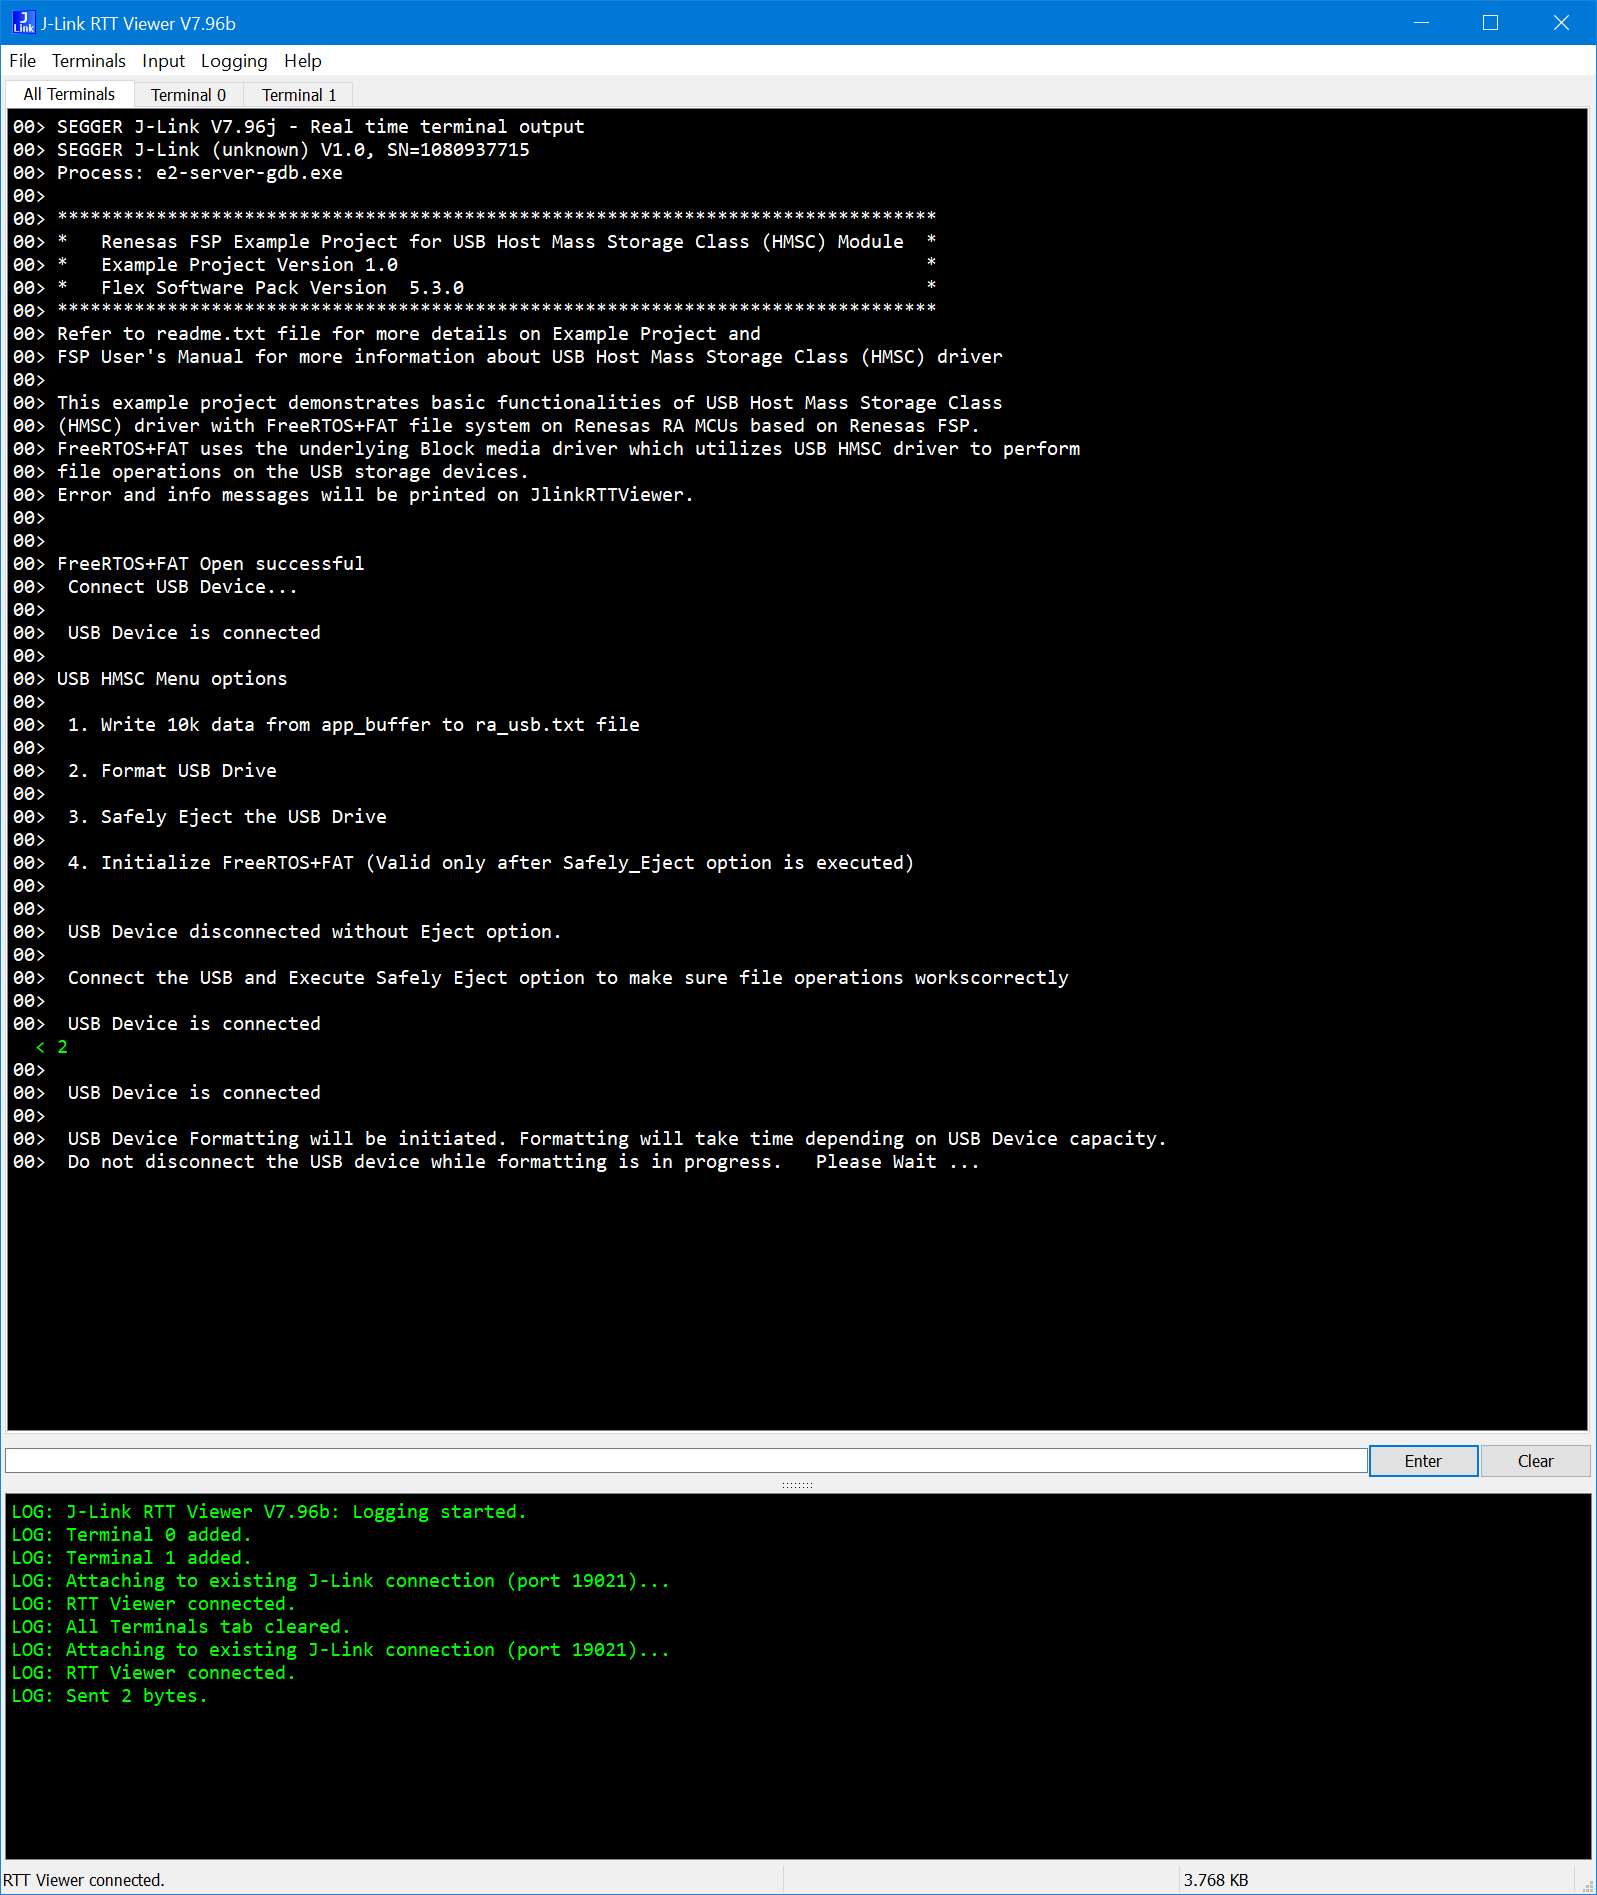 J-Link RTT Viewer V7.96b
File Terminals Input Logging Help
All Terminals Terminal 0 Terminal 1
00> SEGGER J-Link V7.96j - Real time terminal output
00> SEGGER J-Link (unknown) V1.0, SN=1080937715
00> Process: e2-server-gdb.exe
00>
00> ********************************************************************************
00> *   Renesas FSP Example Project for USB Host Mass Storage Class (HMSC) Module  *
00> *   Example Project Version 1.0                                                *
00> *   Flex Software Pack Version  5.3.0                                          *
00> ********************************************************************************
00> Refer to readme.txt file for more details on Example Project and
00> FSP User's Manual for more information about USB Host Mass Storage Class (HMSC) driver
00>
00> This example project demonstrates basic functionalities of USB Host Mass Storage Class
00> (HMSC) driver with FreeRTOS+FAT file system on Renesas RA MCUs based on Renesas FSP.
00> FreeRTOS+FAT uses the underlying Block media driver which utilizes USB HMSC driver to perform
00> file operations on the USB storage devices.
00> Error and info messages will be printed on JlinkRTTViewer.
00>
00>
00> FreeRTOS+FAT Open successful
00>  Connect USB Device...
00>
00>  USB Device is connected
00>
00> USB HMSC Menu options
00>
00>  1. Write 10k data from app_buffer to ra_usb.txt file
00>
00>  2. Format USB Drive
00>
00>  3. Safely Eject the USB Drive
00>
00>  4. Initialize FreeRTOS+FAT (Valid only after Safely_Eject option is executed)
00>
00>
00>  USB Device disconnected without Eject option.
00>
00>  Connect the USB and Execute Safely Eject option to make sure file operations workscorrectly
00>
00>  USB Device is connected
< 2
00>
00>  USB Device is connected
00>
00>  USB Device Formatting will be initiated. Formatting will take time depending on USB Device capacity.
00>  Do not disconnect the USB device while formatting is in progress.   Please Wait ...
Enter Clear
LOG: J-Link RTT Viewer V7.96b: Logging started.
LOG: Terminal 0 added.
LOG: Terminal 1 added.
LOG: Attaching to existing J-Link connection (port 19021)...
LOG: RTT Viewer connected.
LOG: All Terminals tab cleared.
LOG: Attaching to existing J-Link connection (port 19021)...
LOG: RTT Viewer connected.
LOG: Sent 2 bytes.
RTT Viewer connected. 3.768 KB